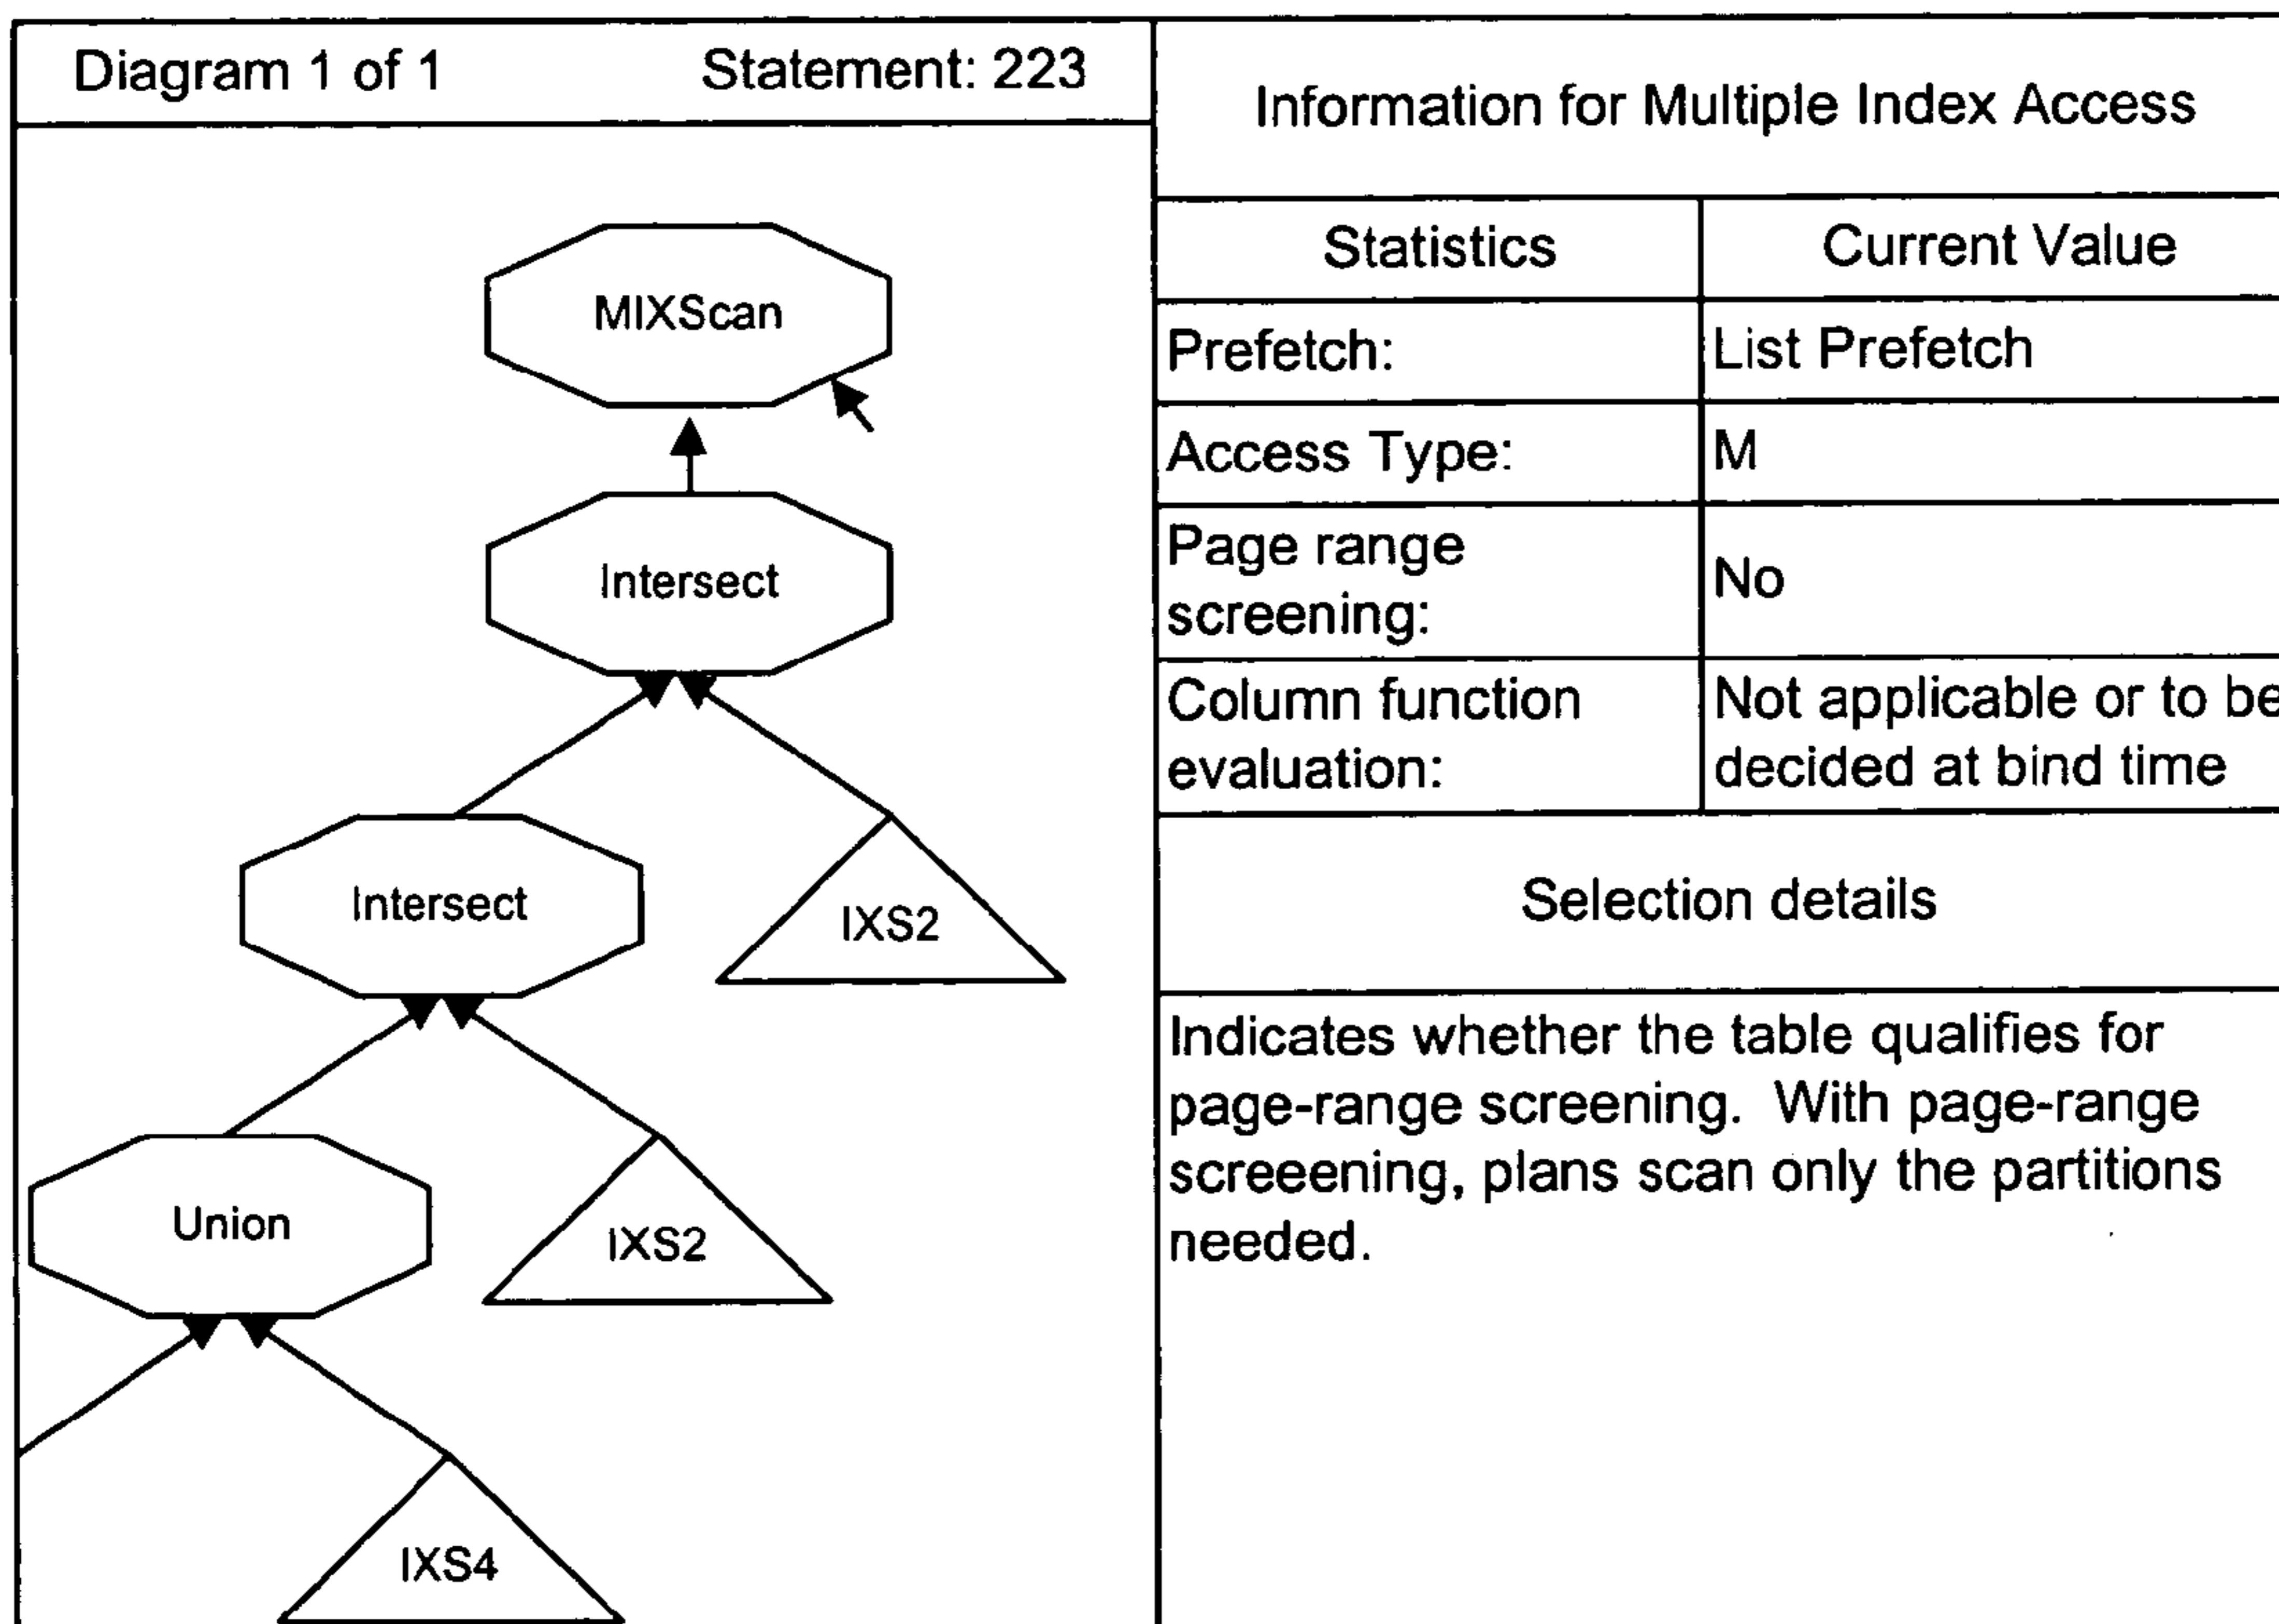 Diagram 1 of 1
Statement: 223
MIXScan
Intersect
Intersect
IXS2
Union
IXS2
IXS4
Information for Multiple Index Access
Statistics
Current Value
Prefetch:
List Prefetch
Access Type:
M
Page range
screening:
No
Column function
evaluation:
Not applicable or to be
decided at bind time
Selection details
Indicates whether the table qualifies for
page-range screening. With page-range
screeening, plans scan only the partitions
needed.